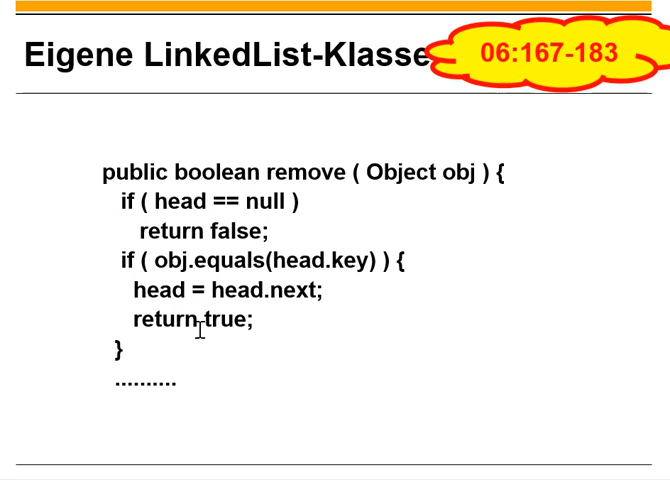 Eigene LinkedList-Klasse
06:167-183
public boolean remove ( Object obj ) {
if ( head == null )
return false;
if ( obj.equals(head.key) ) {
head = head.next;
return true;
}
..........